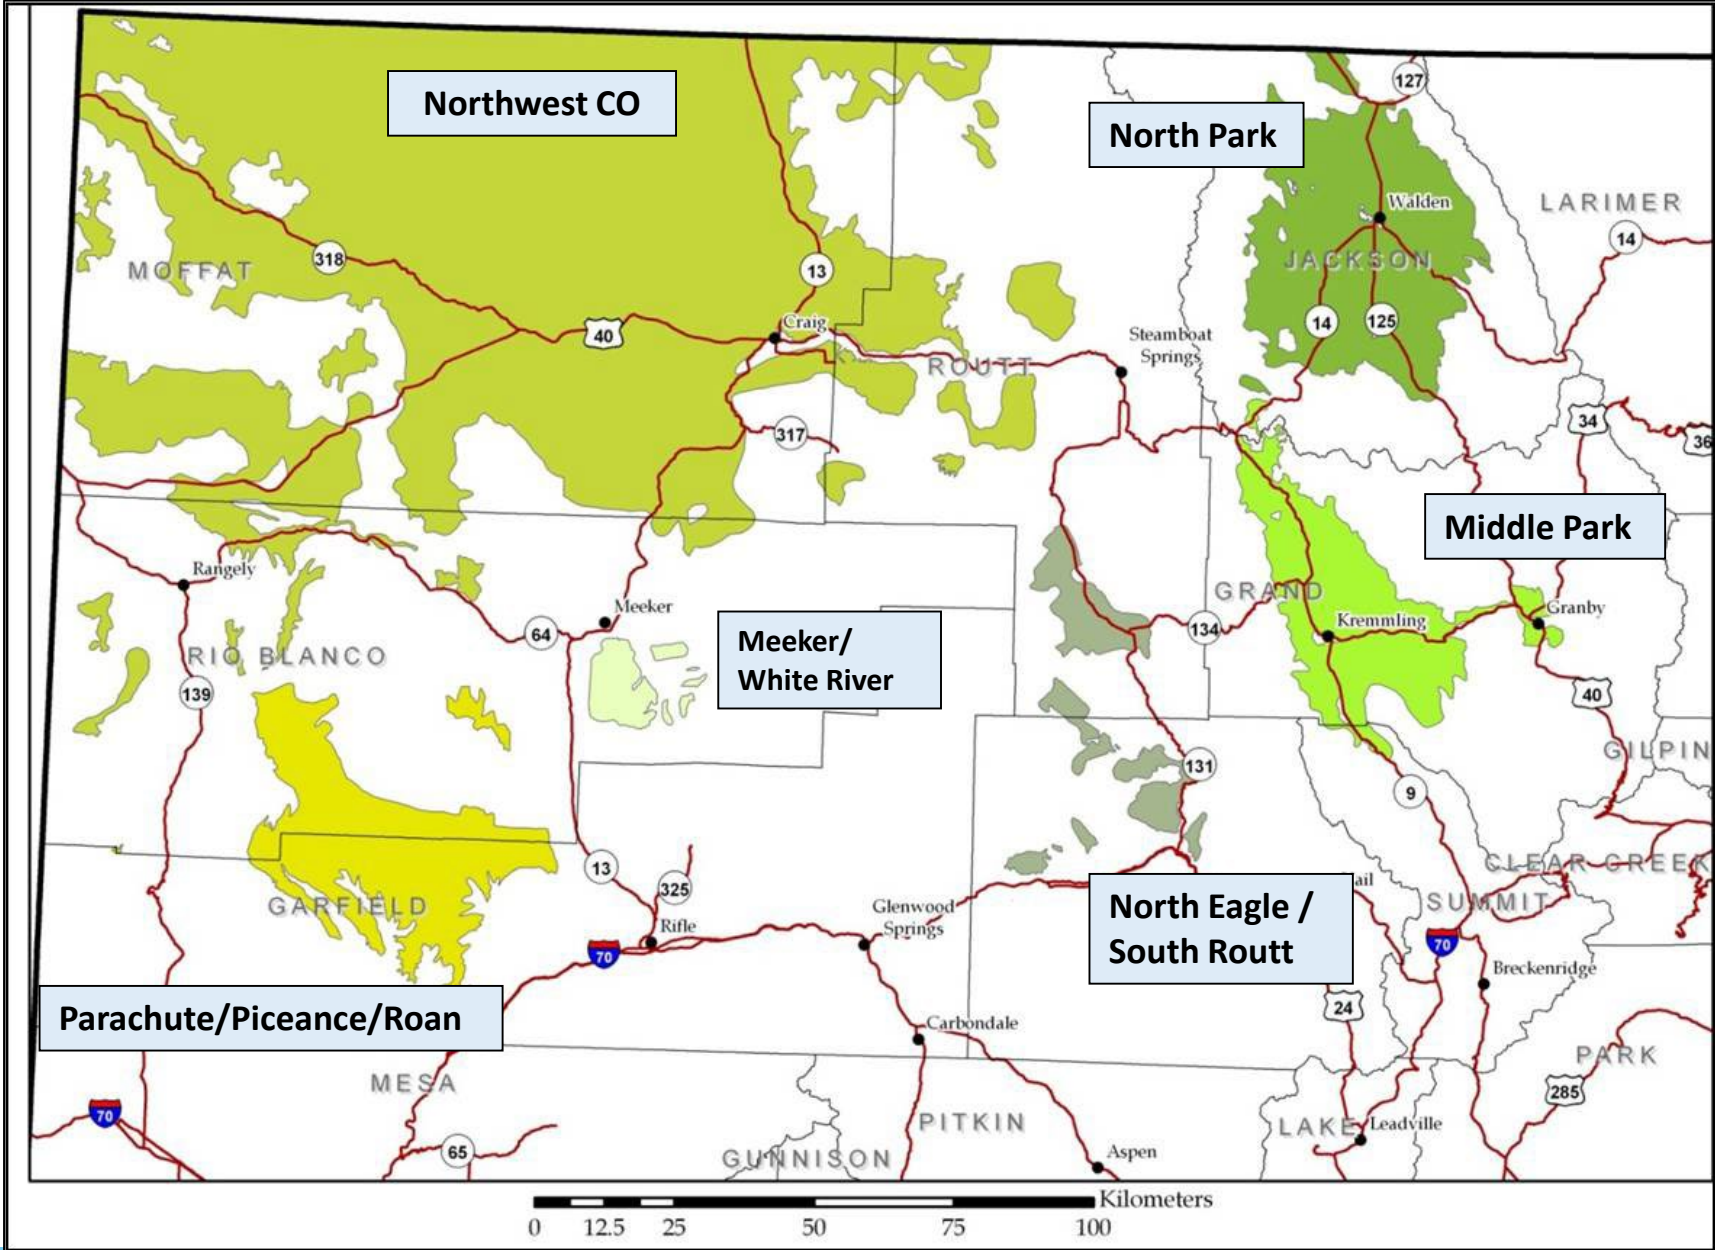 Northwest CO
127
North Park
Walden
LARIMER
14
318
MOFFAT
13
JACKSON
40
Craig
14
125
Steamboat
Springs
ROUTT
317
34
36
Middle Park
Rangely
Meeker
64
Meeker/
White River
134
GRAND
Kremmling
Granby
RIO BLANCO
139
40
131
GILPIN
9
13
325
CLEAR CREEK
GARFIELD
Rifle
70
Glenwood
Springs
North Eagle /
South Routt
ail
SUMMIT
70
Breckenridge
24
Parachute/Piceance/Roan
Carbondale
MESA
PARK
285
70
65
PITKIN
LAKE
Leadville
GUNNISON
Aspen
Kilometers
0 12.5 25 50 75 100